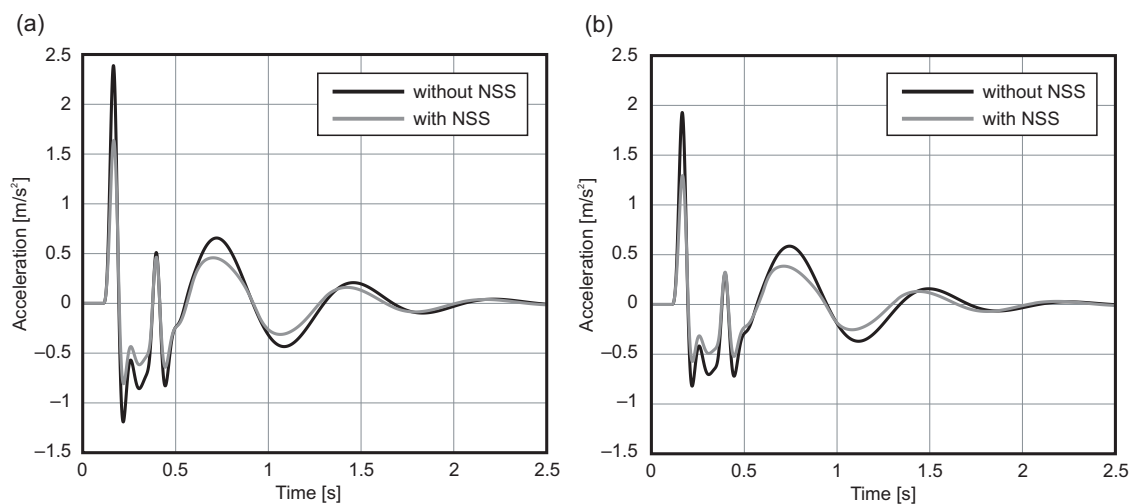 (a)
Acceleration [m/s²]
2.5
2
1.5
1
0.5
0
–0.5
–1
–1.5
without NSS
with NSS
0 0.5 1 1.5 2 2.5
Time [s]
(b)
Acceleration [m/s²]
2.5
2
1.5
1
0.5
0
–0.5
–1
–1.5
without NSS
with NSS
0 0.5 1 1.5 2 2.5
Time [s]